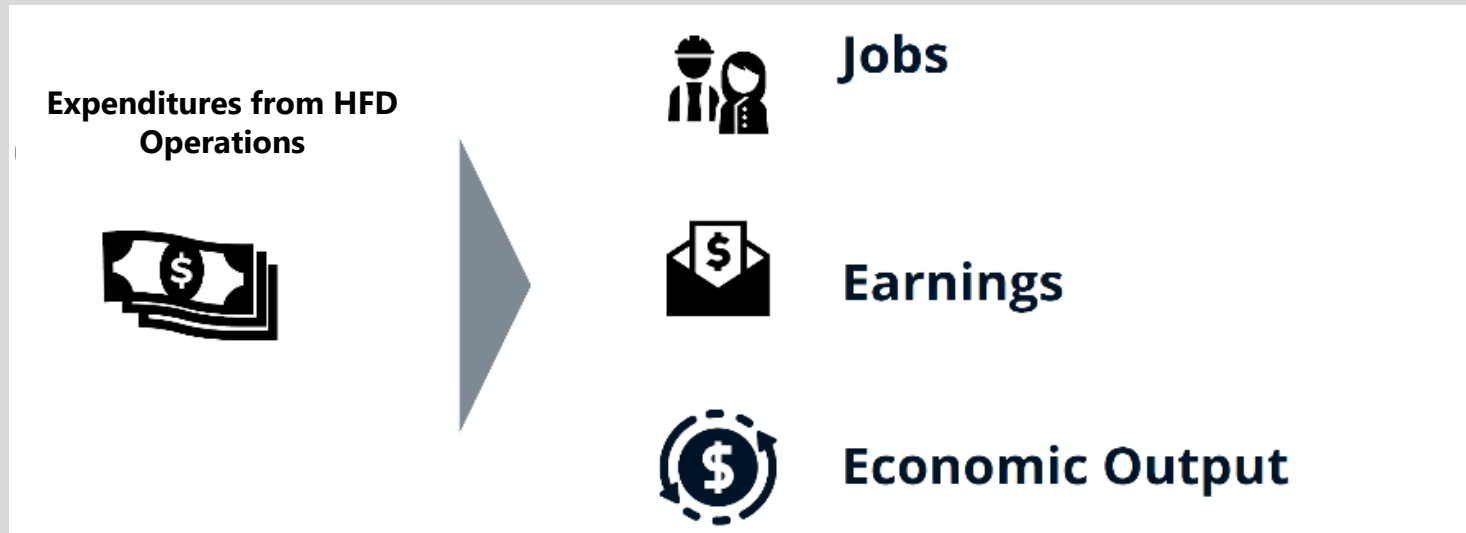 Expenditures from HFD
Operations
$
Jobs
$
Earnings
$
Economic Output